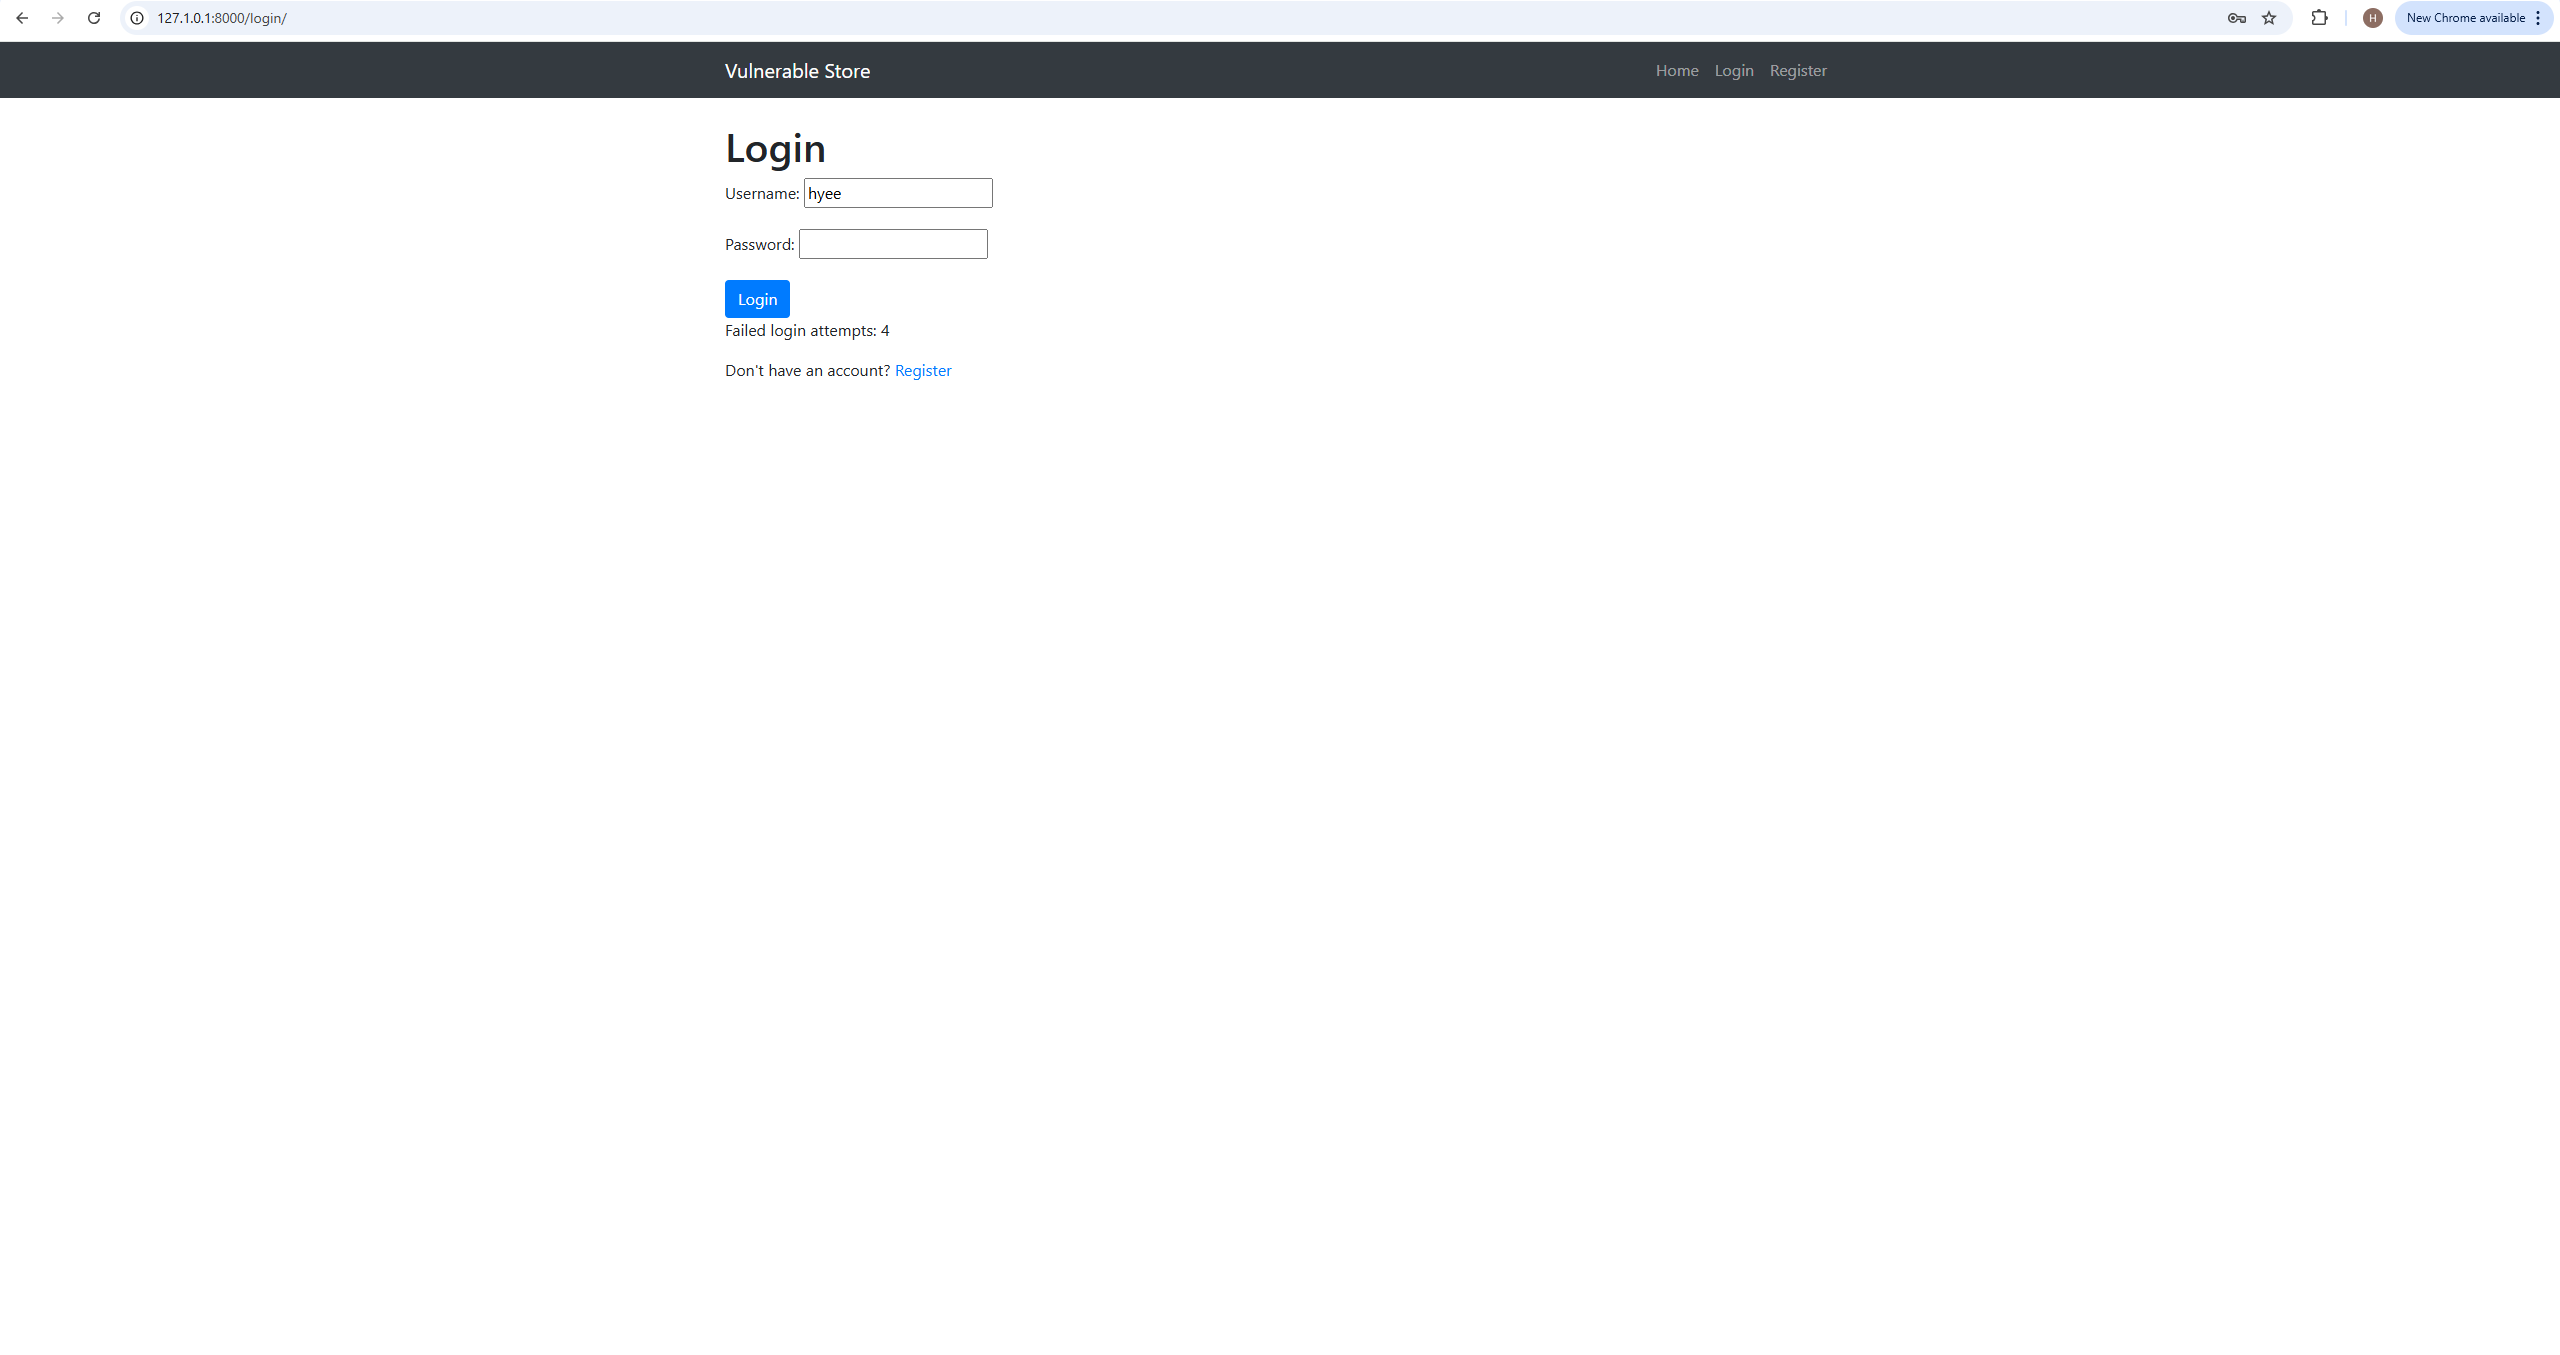 127.1.0.1:8000/login/
H
New Chrome available
Vulnerable Store
Home Login Register
Login
Username: hyee
Password:
Login
Failed login attempts: 4
Don't have an account? Register